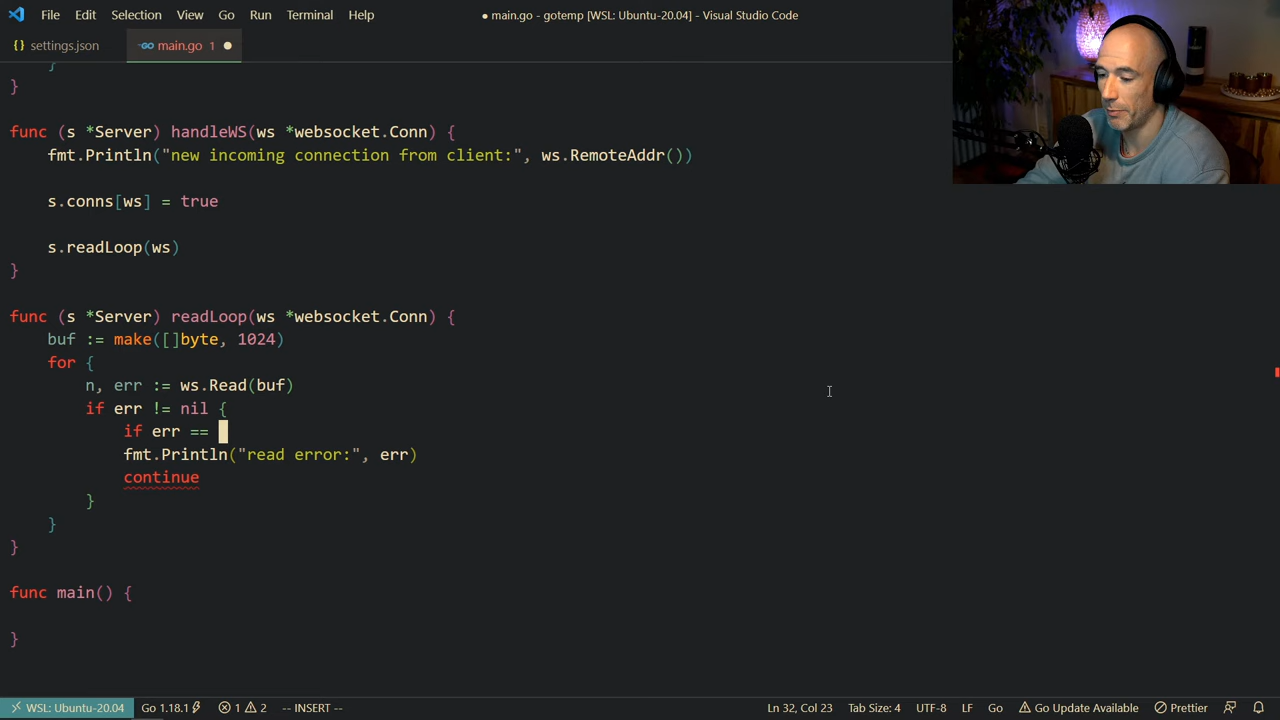 File Edit Selection View Go Run Terminal Help
● main.go - gotemp [WSL: Ubuntu-20.04] - Visual Studio Code
{} settings.json
main.go 1 ●
}
}
func (s *Server) handleWS(ws *websocket.Conn) {
fmt.Println("new incoming connection from client:", ws.RemoteAddr())
s.conns[ws] = true
s.readLoop(ws)
}
func (s *Server) readLoop(ws *websocket.Conn) {
buf := make([]byte, 1024)
for {
n, err := ws.Read(buf)
if err != nil {
if err ==
fmt.Println("read error:", err)
continue
}
}
}
func main() {
}
WSL: Ubuntu-20.04 Go 1.18.1 1 2 -- INSERT -- Ln 32, Col 23 Tab Size: 4 UTF-8 LF Go Go Update Available Prettier